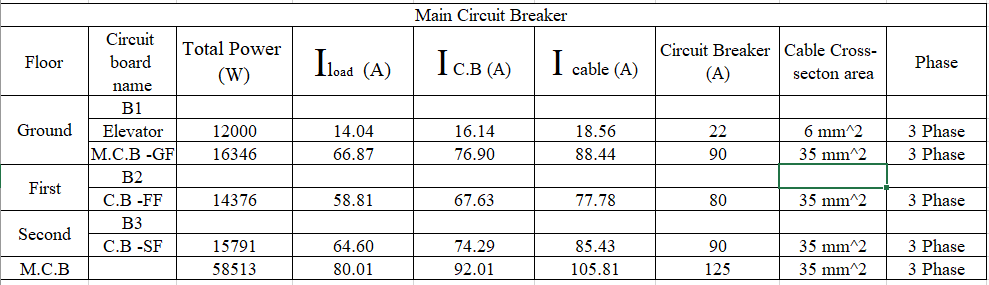 Main Circuit Breaker
Floor Circuit board name Total Power (W) Iload (A) I C.B (A) I cable (A) Circuit Breaker (A) Cable Cross-secton area Phase
Ground B1
Elevator 12000 14.04 16.14 18.56 22 6 mm^2 3 Phase
M.C.B -GF 16346 66.87 76.90 88.44 90 35 mm^2 3 Phase
First B2
C.B -FF 14376 58.81 67.63 77.78 80 35 mm^2 3 Phase
Second B3
C.B -SF 15791 64.60 74.29 85.43 90 35 mm^2 3 Phase
M.C.B 58513 80.01 92.01 105.81 125 35 mm^2 3 Phase